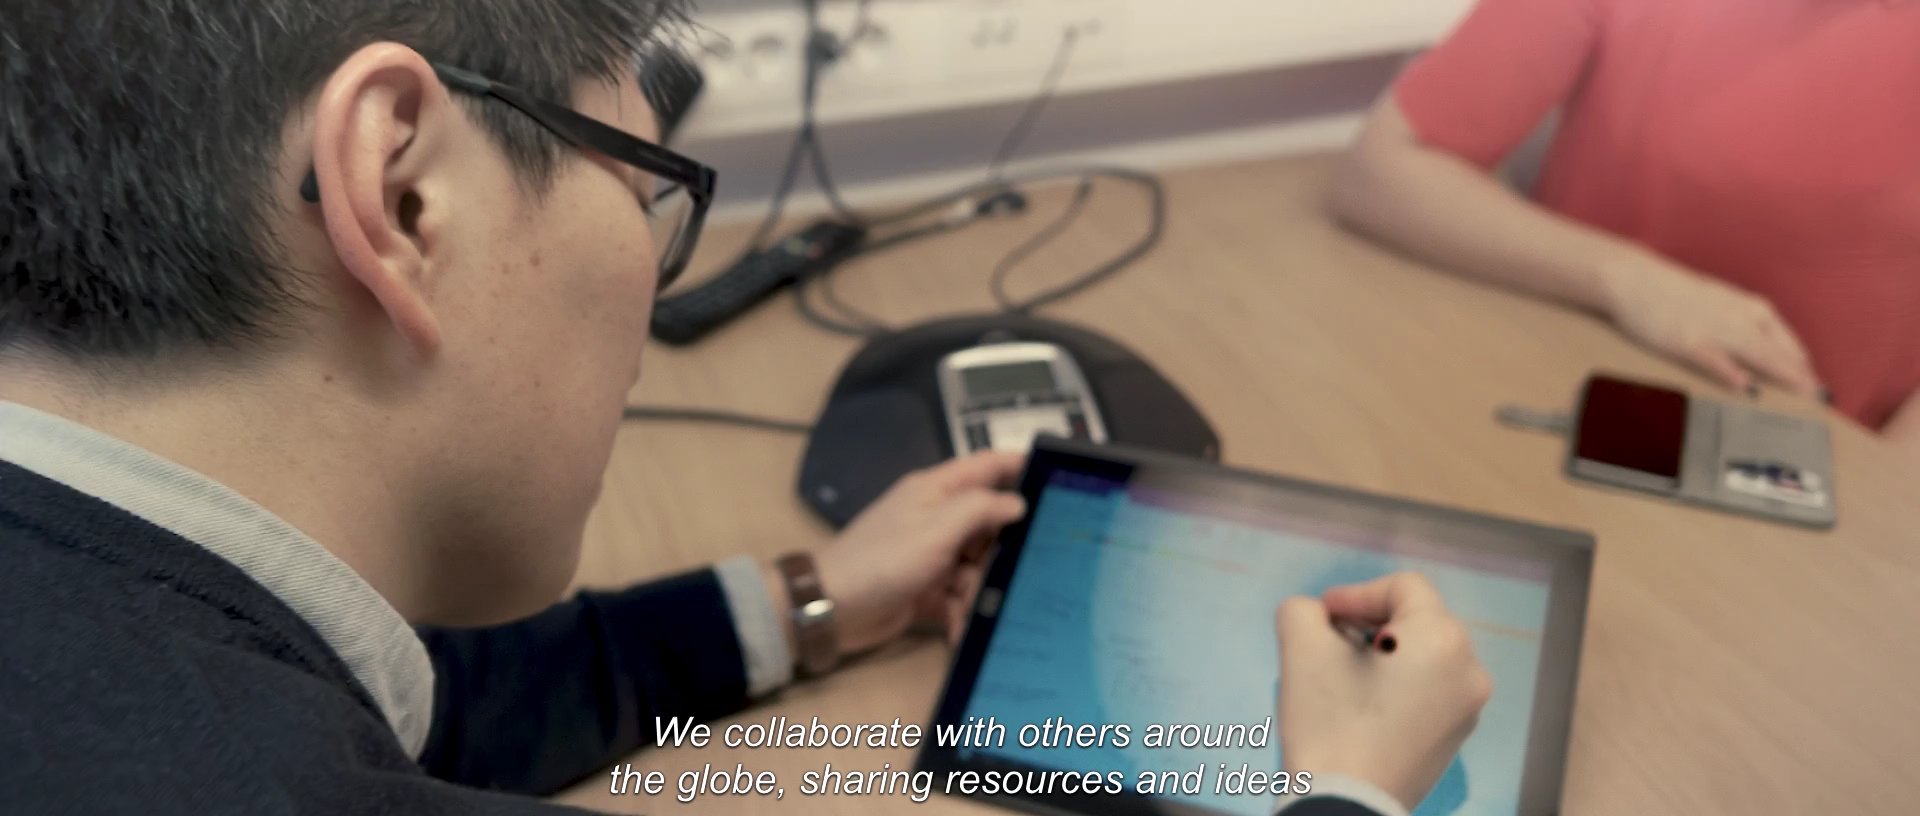 We collaborate with others around
the globe, sharing resources and ideas